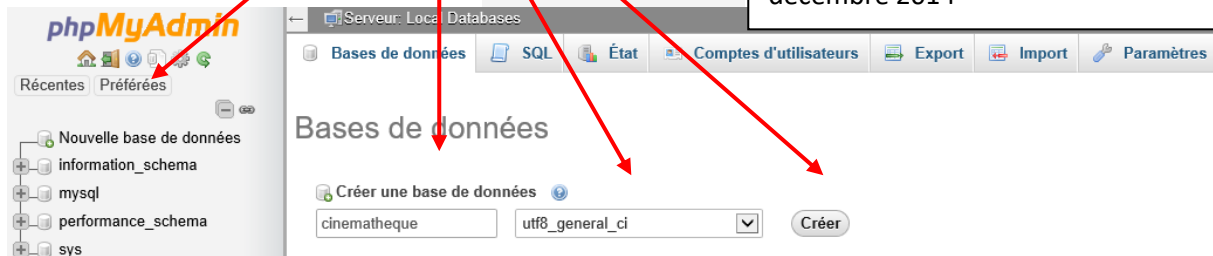 décembre 2014
phpMyAdmin
Récentes Préférées
Nouvelle base de données
information_schema
mysql
performance_schema
sys
Serveur: Local Databases
Bases de données SQL État Comptes d'utilisateurs Export Import Paramètres
Bases de données
Créer une base de données
cinematheque utf8_general_ci Créer